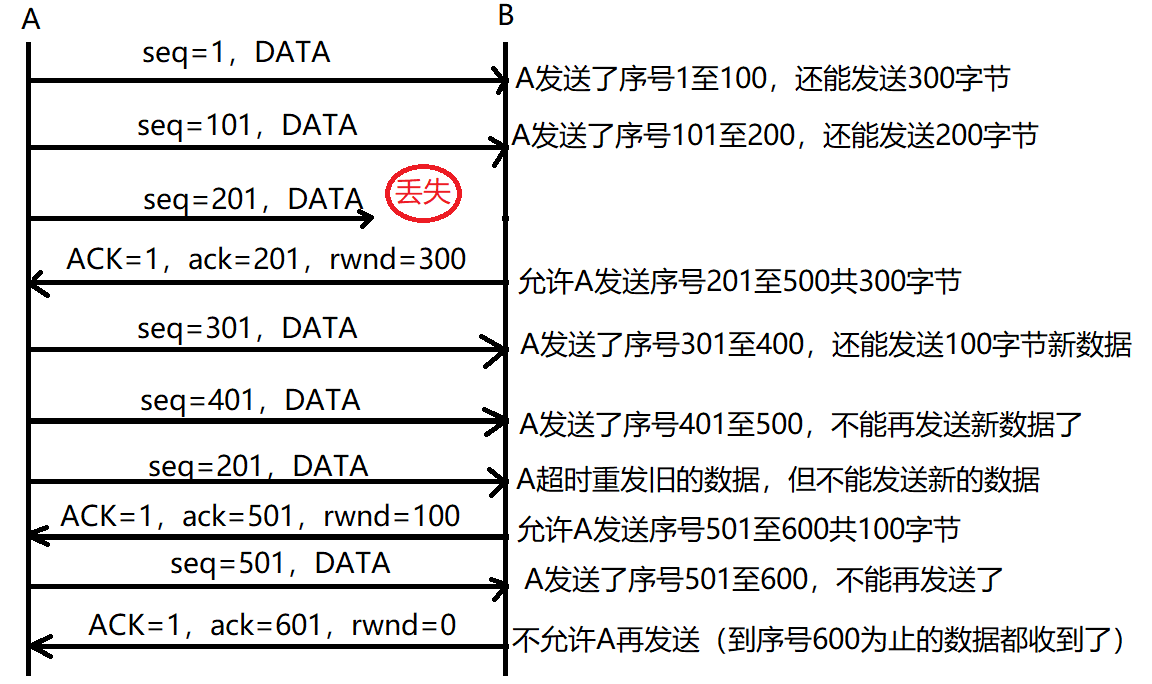 A
B
seq=1，DATA
A发送了序号1至100，还能发送300字节
seq=101，DATA
A发送了序号101至200，还能发送200字节
seq=201，DATA
丢失
ACK=1，ack=201，rwnd=300
允许A发送序号201至500共300字节
seq=301，DATA
A发送了序号301至400，还能发送100字节新数据
seq=401，DATA
A发送了序号401至500，不能再发送新数据了
seq=201，DATA
A超时重发旧的数据，但不能发送新的数据
ACK=1，ack=501，rwnd=100
允许A发送序号501至600共100字节
seq=501，DATA
A发送了序号501至600，不能再发送了
ACK=1，ack=601，rwnd=0
不允许A再发送（到序号600为止的数据都收到了）